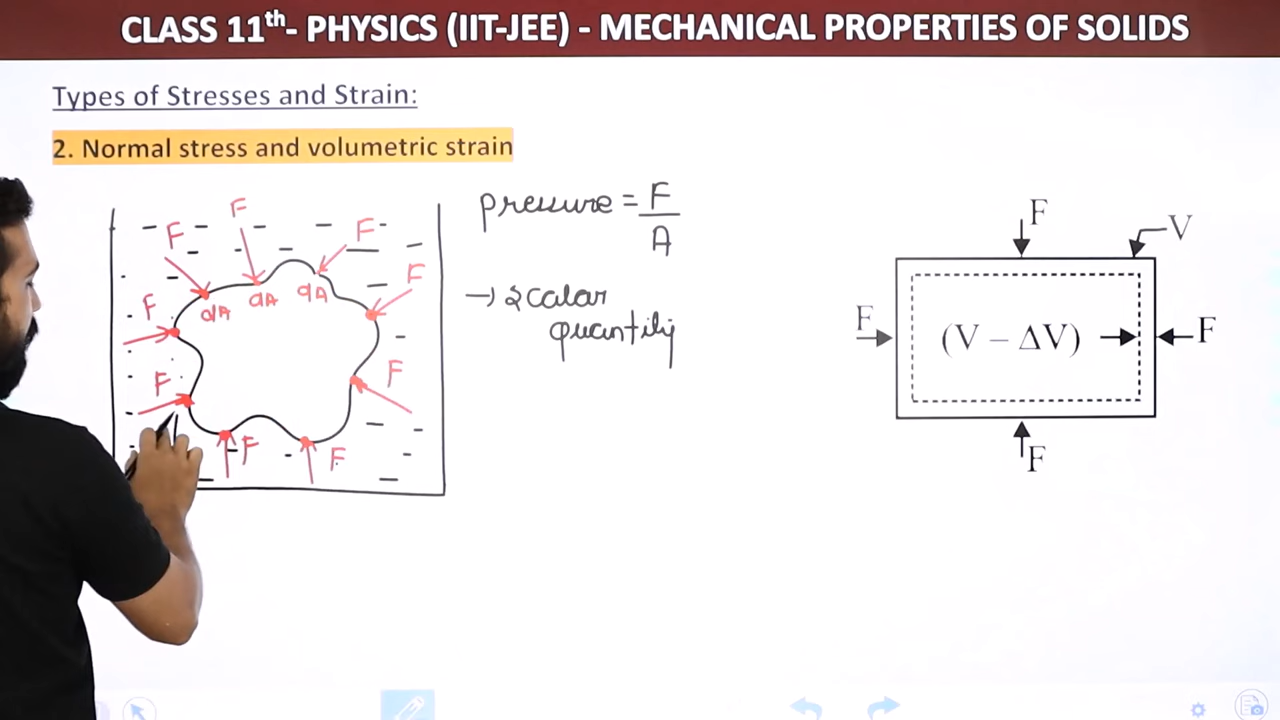 CLASS 11th- PHYSICS (IIT-JEE) - MECHANICAL PROPERTIES OF SOLIDS
Types of Stresses and Strain:
2. Normal stress and volumetric strain
F
F
F
F
F
F
F
F
F
dA
dA
dA
pressure = F
A
→ Scalar
quantity
F
V
F
(V – ΔV)
F
F